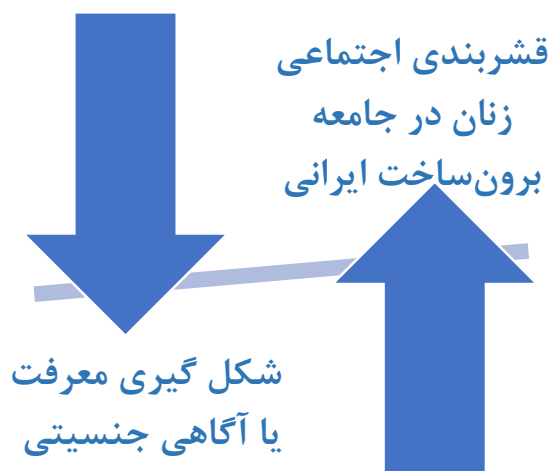 قشربندی اجتماعی
زنان در جامعه
برون‌ساخت ایرانی
شکل گیری معرفت
یا آگاهی جنسیتی